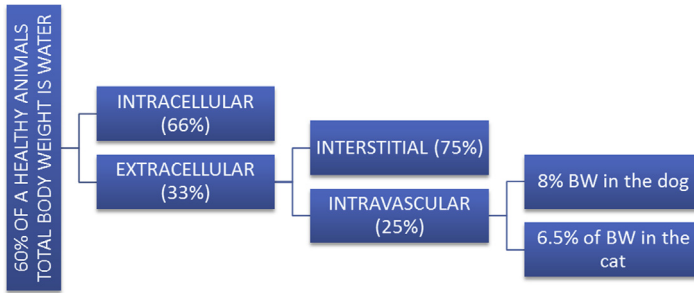 60% OF A HEALTHY ANIMALS
TOTAL BODY WEIGHT IS WATER
INTRACELLULAR
(66%)
EXTRACELLULAR
(33%)
INTERSTITIAL (75%)
INTRAVASCULAR
(25%)
8% BW in the dog
6.5% of BW in the
cat